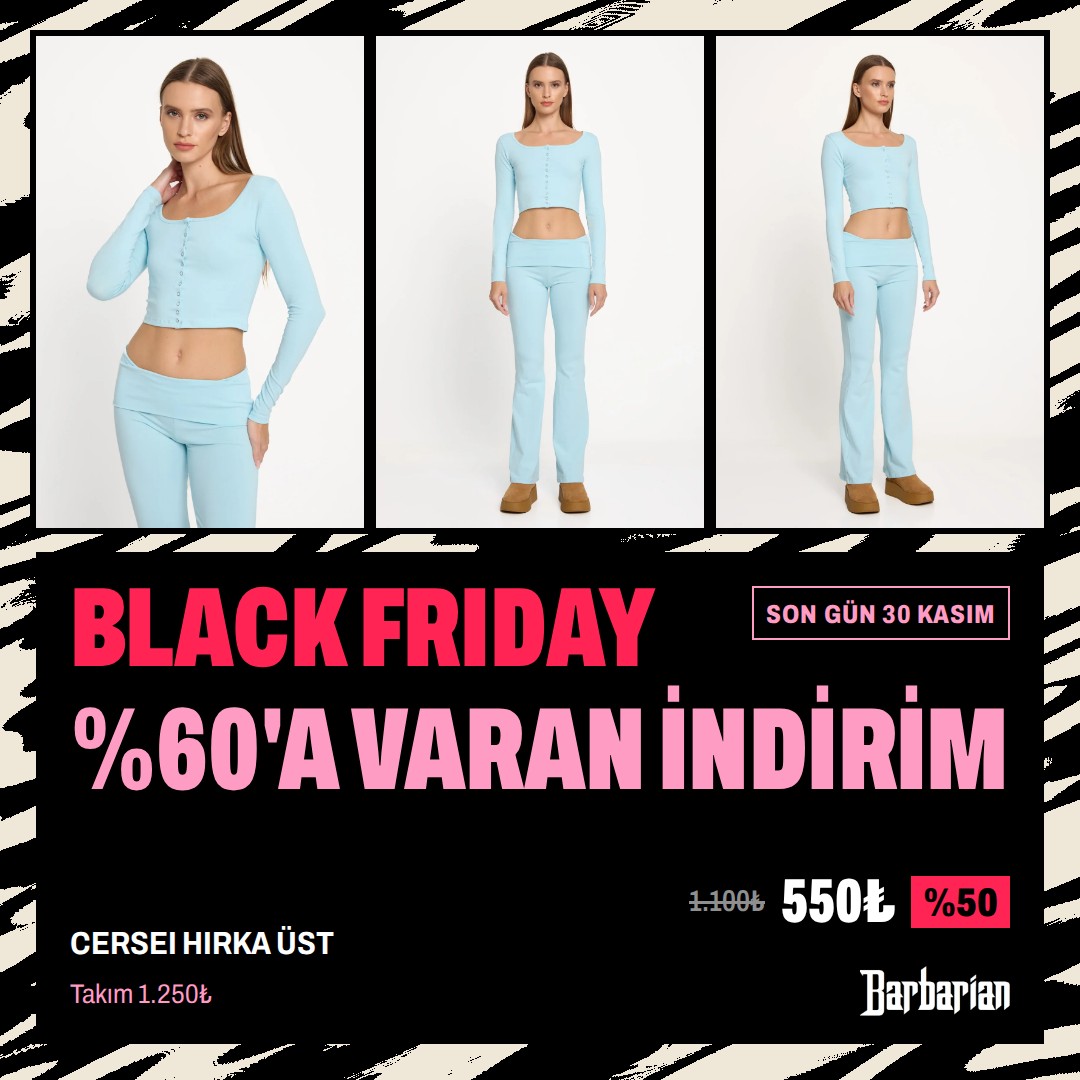 BLACK FRIDAY
SON GÜN 30 KASIM
%60'A VARAN İNDİRİM
1.100₺ 550₺ %50
CERSEI HIRKA ÜST
Takım 1.250₺
Barbarian